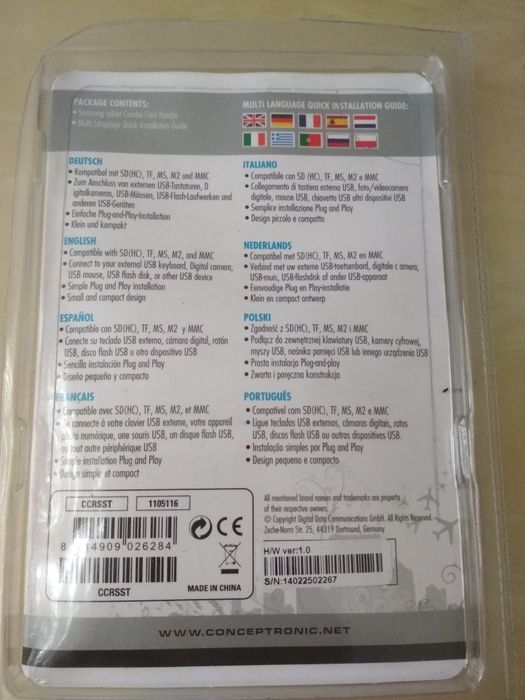 PACKAGE CONTENTS:
• Samsung tablet Combo Card Reader
• Multi Language Quick Installation Guide
MULTI LANGUAGE QUICK INSTALLATION GUIDE:
DEUTSCH
• Kompatibel mit SD(HC), TF, MS, M2 und MMC
• Zum Anschluss von externen USB-Tastaturen, D
igitalkameras, USB-Mäusen, USB-Flash-Laufwerken und
anderen USB-Geräten
• Einfache Plug-and-Play-Installation
• Klein und kompakt
ENGLISH
• Compatible with SD(HC), TF, MS, M2, and MMC
• Connect to your external USB keyboard, Digital camera,
USB mouse, USB flash disk, or other USB device
• Simple Plug and Play installation
• Small and compact design
ESPAÑOL
• Compatible con SD(HC), TF, MS, M2 y MMC
• Conecte su teclado USB externo, cámara digital, ratón
USB, disco flash USB u otro dispositivo USB
• Sencilla instalación Plug and Play
• Diseño pequeño y compacto
FRANÇAIS
• Compatible avec SD(HC), TF, MS, M2, et MMC
• Se connecte à votre clavier USB externe, votre appareil
photo numérique, une souris USB, un disque flash USB,
ou tout autre périphérique USB
• Simple installation Plug and Play
• Design simple et compact
ITALIANO
• Compatibile con SD (HC), TF, MS, M2 e MMC
• Collegamento di tastiera esterna USB, foto/videocamera
digitale, mouse USB, chiavetta USB altri dispositivi USB
• Semplice installazione Plug and Play
• Design piccolo e compatto
NEDERLANDS
• Compatibel met SD(HC), TF, MS, M2 en MMC
• Verbind met uw externe USB-toetsenbord, digitale c amera,
USB-muis, USB-flashdisk of ander USB-apparaat
• Eenvoudige Plug en Play-installatie
• Klein en compact ontwerp
POLSKI
• Zgodność z SD(HC), TF, MS, M2 i MMC
• Podłącz do zewnętrznej klawiatury USB, kamery cyfrowej,
myszy USB, nośnika pamięci USB lub innego urządzenia USB
• Prosta instalacja Plug-and-play
• Zwarta i poręczna konstrukcja
PORTUGUÊS
• Compativel com SD(HC), TF, MS, M2 e MMC
• Ligue teclados USB externos, câmaras digitais, ratos
USB, discos flash USB ou outros dispositivos USB.
• Instalação simples por Plug and Play
• Design pequeno e compacto
CCRSST 1105116
026284
CCRSST
CE
MADE IN CHINA
All mentioned brand names and trademarks are property
of their respective owners.
© Copyright Digital Data Communications GmbH. All Rights Reserved.
Zeche-Norm Str. 25, 44319 Dortmund, Germany
H/W ver:1.0
S/N:14022502267
WWW.CONCEPTRONIC.NET